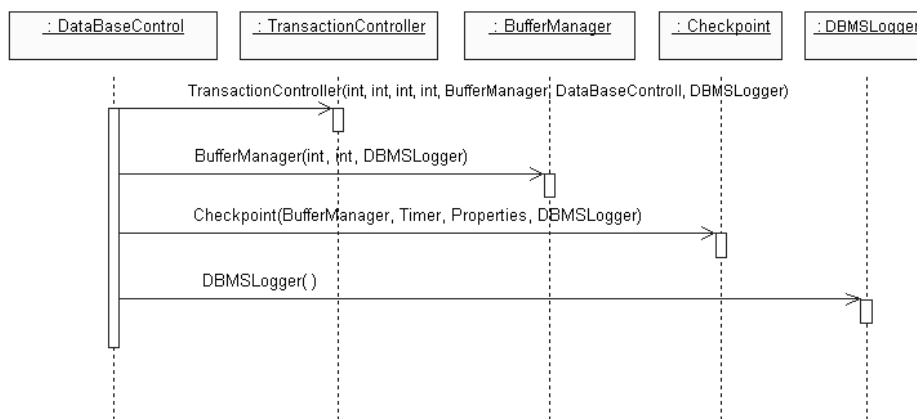 : DataBaseControl : TransactionController : BufferManager : Checkpoint : DBMSLogger
TransactionController(int, int, int, int, BufferManager, DataBaseControll, DBMSLogger)
BufferManager(int, int, DBMSLogger)
Checkpoint(BufferManager, Timer, Properties, DBMSLogger)
DBMSLogger( )